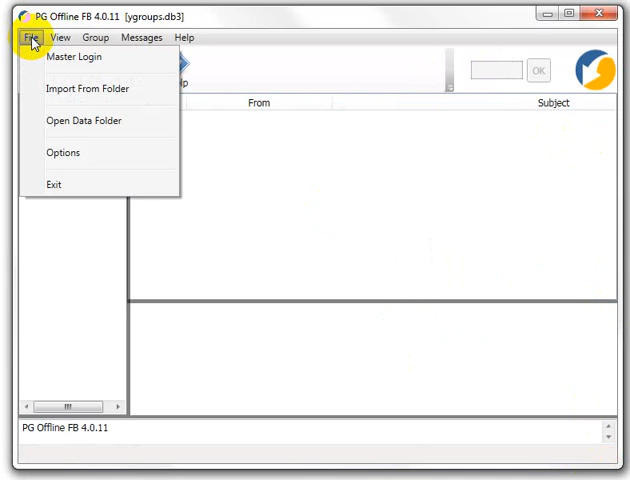 PG Offline FB 4.0.11 [ygroups.db3]
File View Group Messages Help
Master Login
Import From Folder
Open Data Folder
Options
Exit
lp
OK
From Subject
PG Offline FB 4.0.11